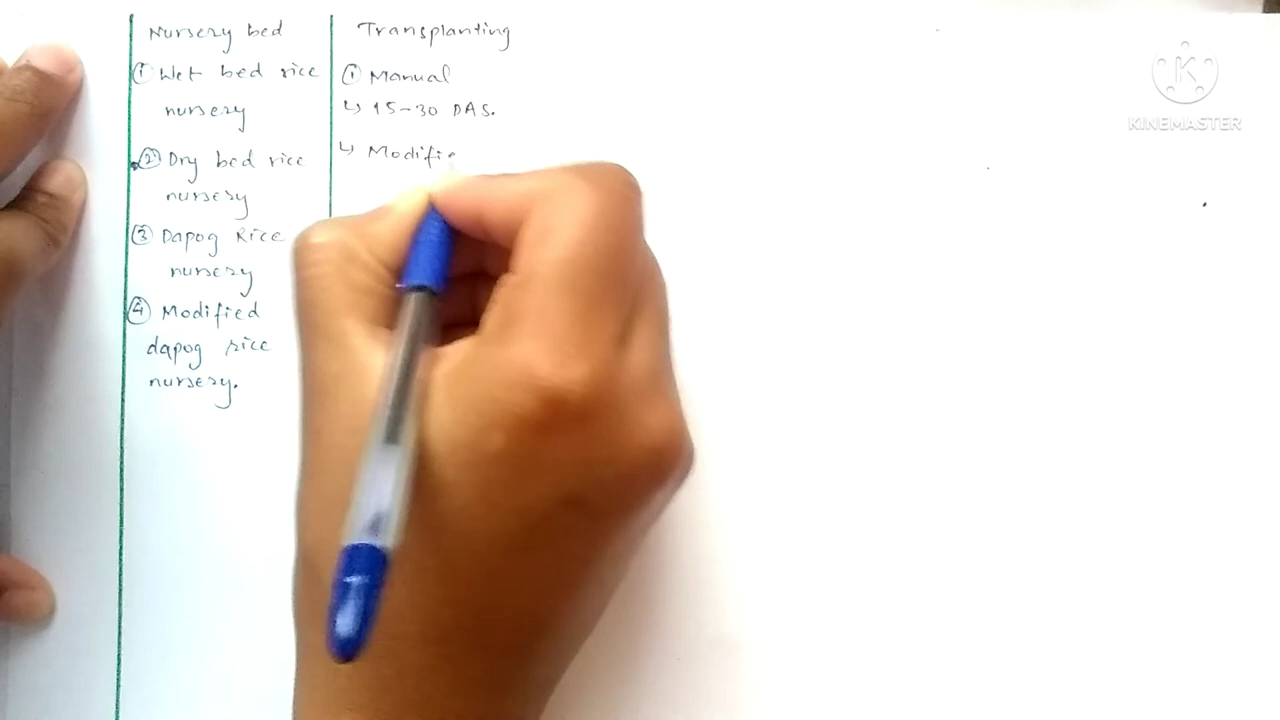 Nursery bed
① Wet bed rice
nursery
② Dry bed rice
nursery
③ Dapog Rice
nursery
④ Modified
dapog rice
nursery.
Transplanting
① Manual
↳ 15-30 DAS.
↳ Modifie
K
KINEMASTER